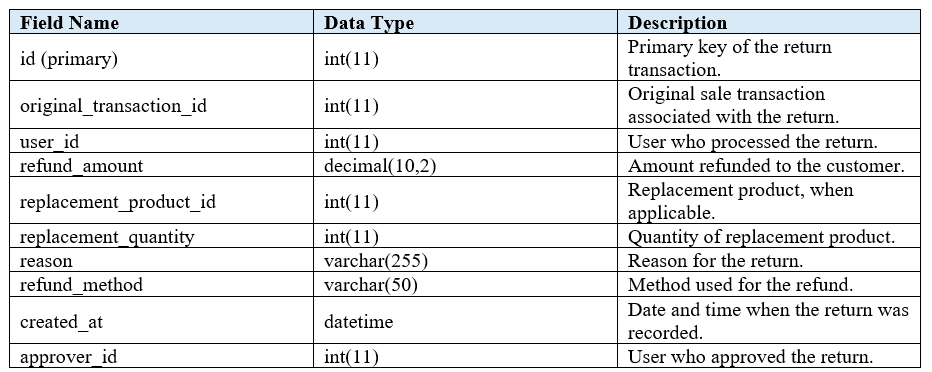 Field Name Data Type Description
id (primary) int(11) Primary key of the return
transaction.
original_transaction_id int(11) Original sale transaction
associated with the return.
user_id int(11) User who processed the return.
refund_amount decimal(10,2) Amount refunded to the customer.
replacement_product_id int(11) Replacement product, when
applicable.
replacement_quantity int(11) Quantity of replacement product.
reason varchar(255) Reason for the return.
refund_method varchar(50) Method used for the refund.
created_at datetime Date and time when the return was
recorded.
approver_id int(11) User who approved the return.